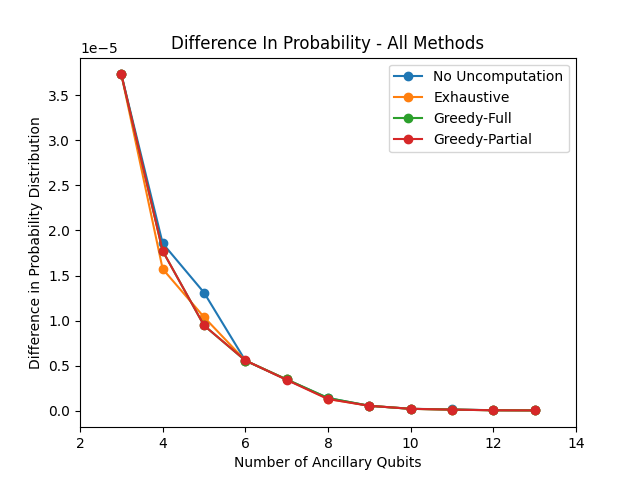 Difference In Probability - All Methods
1e−5
Difference in Probability Distribution
3.5
3.0
2.5
2.0
1.5
1.0
0.5
0.0
No Uncomputation
Exhaustive
Greedy-Full
Greedy-Partial
2 4 6 8 10 12 14
Number of Ancillary Qubits